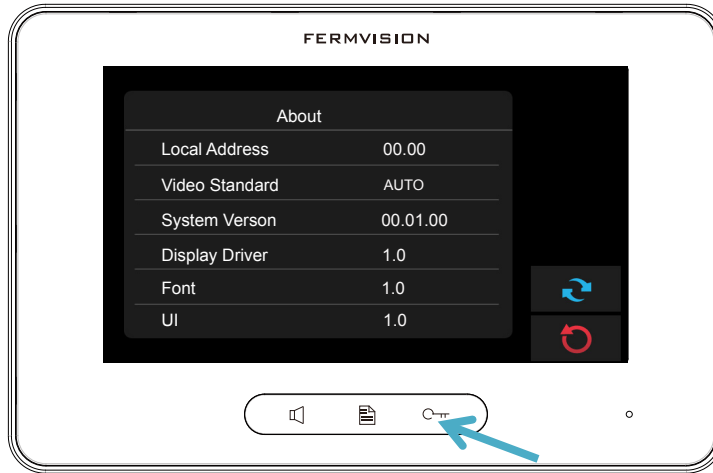 FERMVISION
About
Local Address 00.00
Video Standard AUTO
System Verson 00.01.00
Display Driver 1.0
Font 1.0
UI 1.0